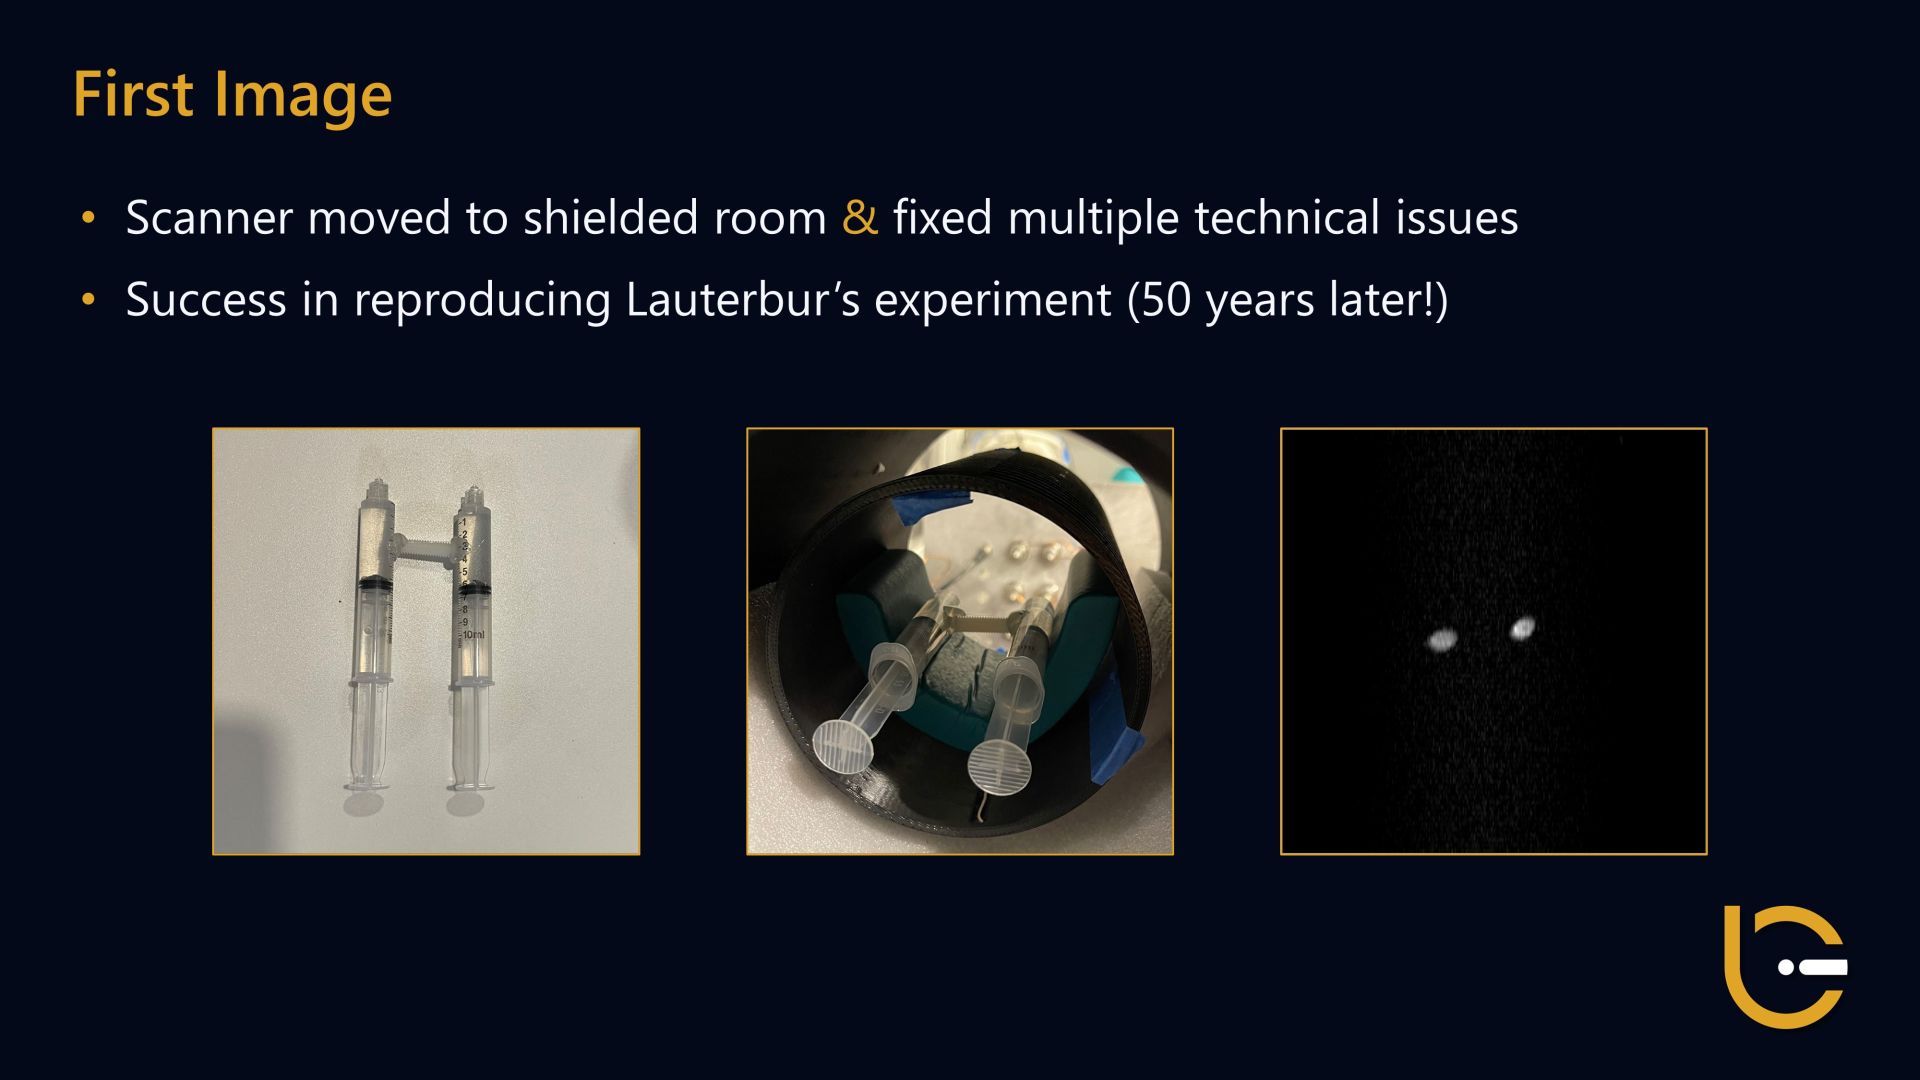 First Image
• Scanner moved to shielded room & fixed multiple technical issues
• Success in reproducing Lauterbur’s experiment (50 years later!)
1
2
3
4
5
6
7
8
9
10ml